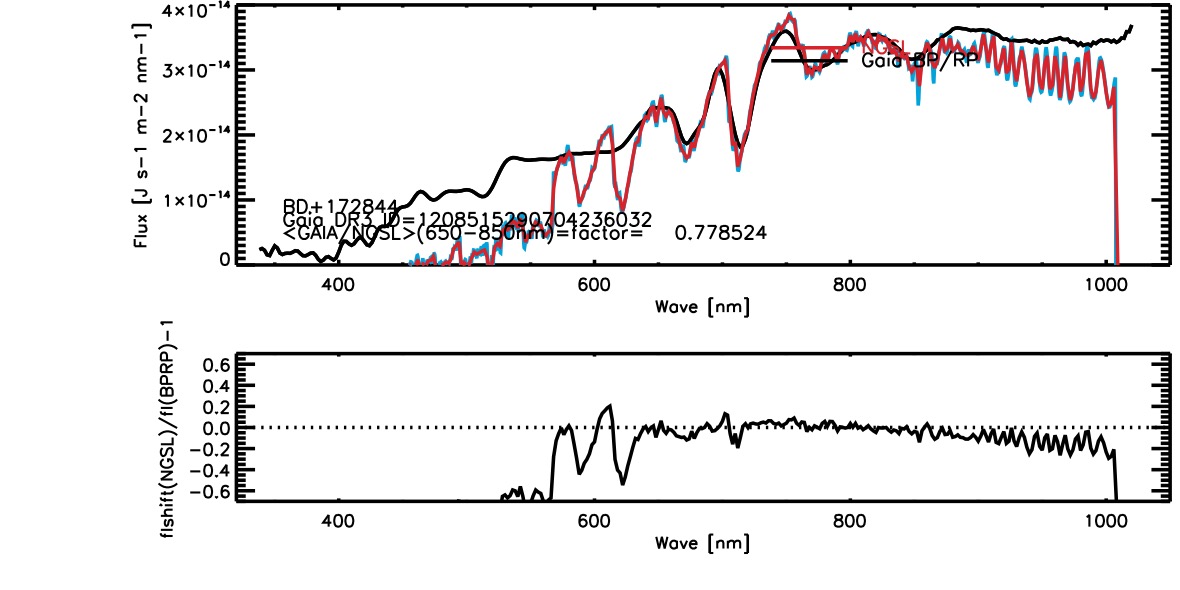 4×10−14
3×10−14
2×10−14
1×10−14
0
Flux [J s−1 m−2 nm−1]
NGSL
Gaia BP/RP
BD+172844
Gaia DR3 ID=1208515290704236032
<GAIA/NGSL>(650−850nm)=factor= 0.778524
400 600 800 1000
Wave [nm]
0.6
0.4
0.2
0.0
−0.2
−0.4
−0.6
flshift(NGSL)/fl(BPRP)−1
400 600 800 1000
Wave [nm]